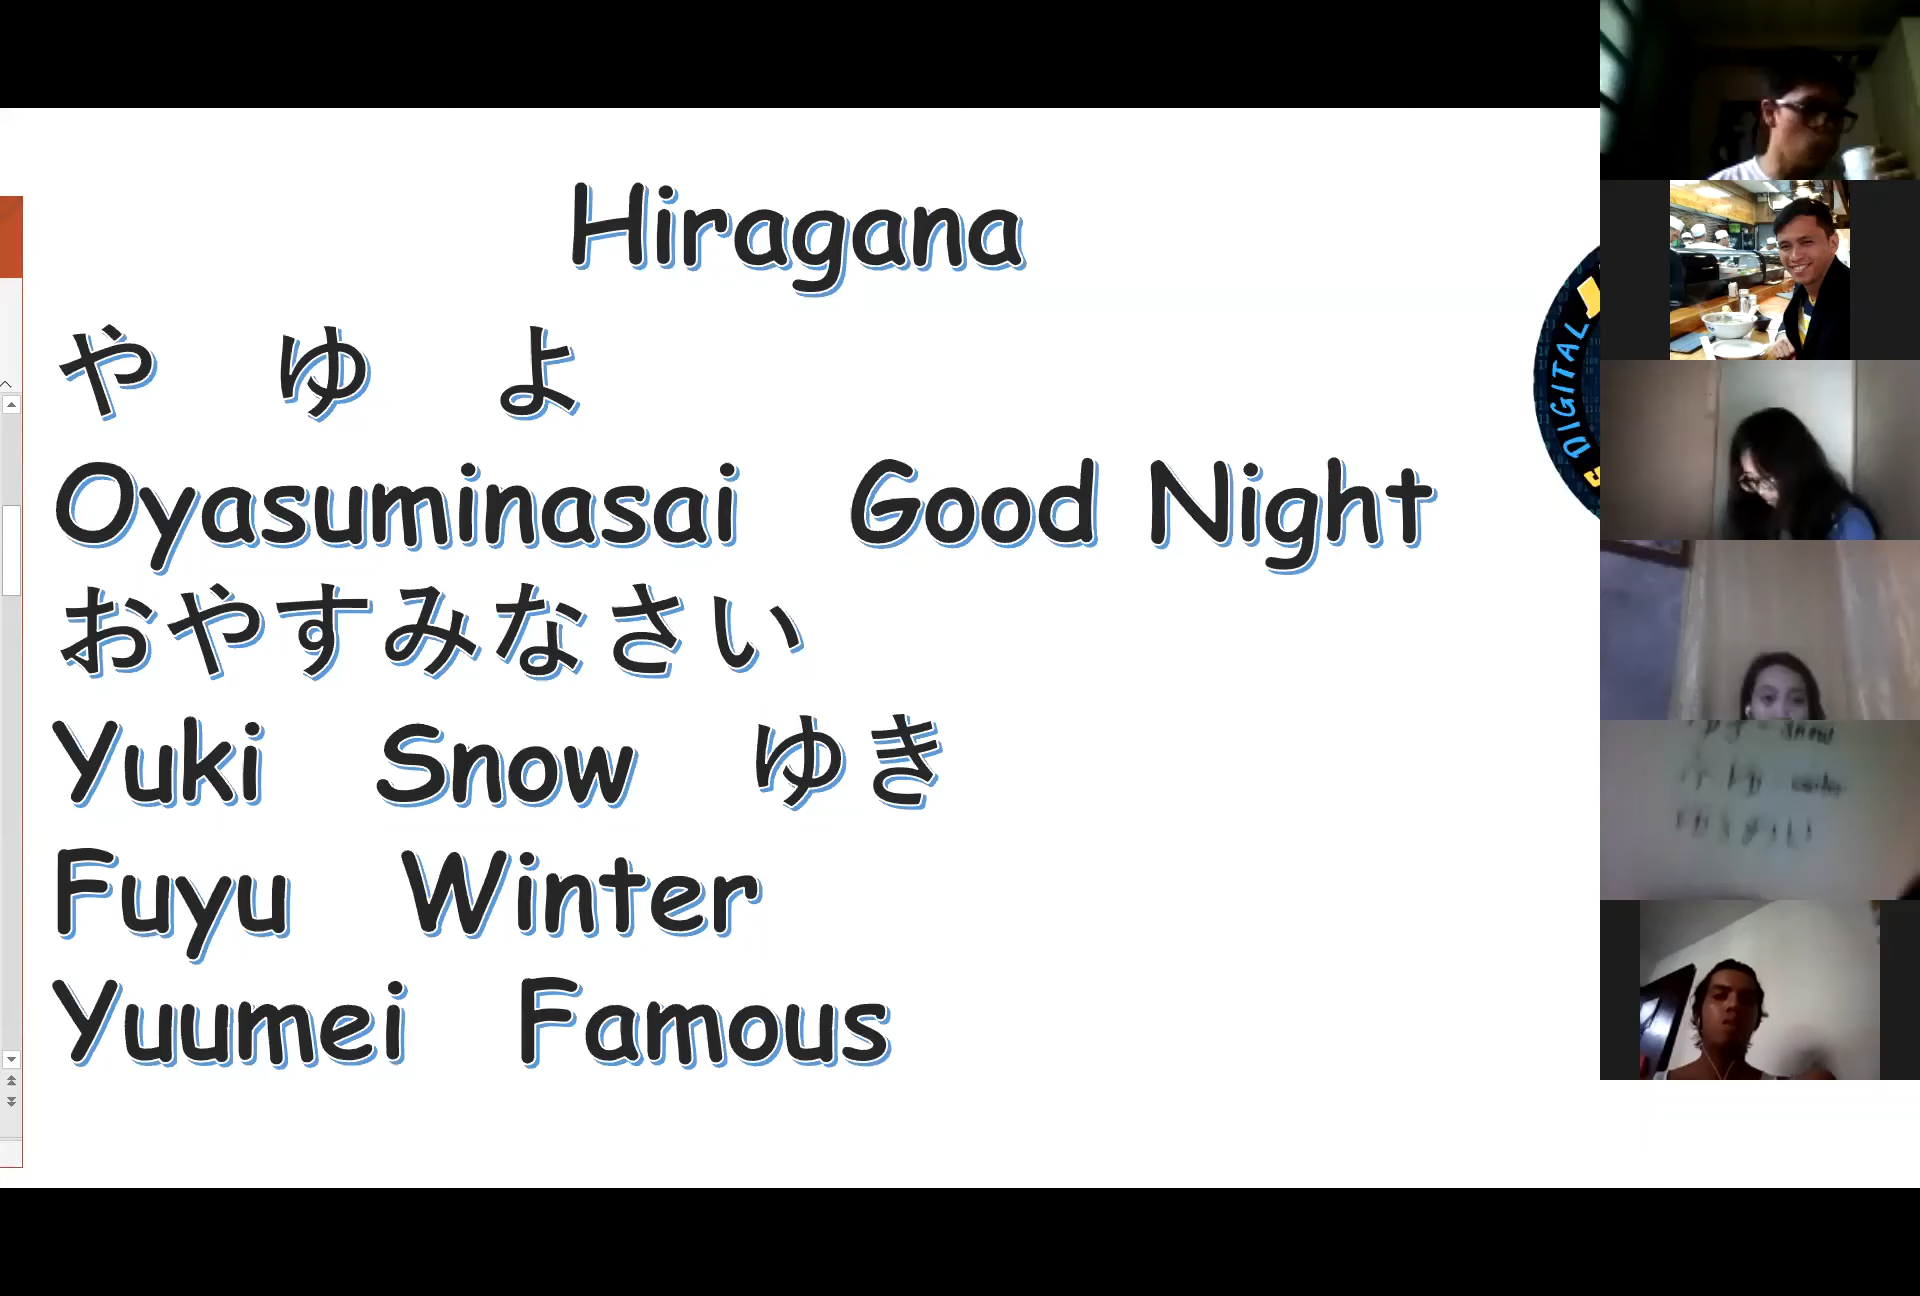 Hiragana
や ゆ よ
Oyasuminasai Good Night
おやすみなさい
Yuki Snow ゆき
Fuyu Winter
Yuumei Famous
DIGITAL
snow